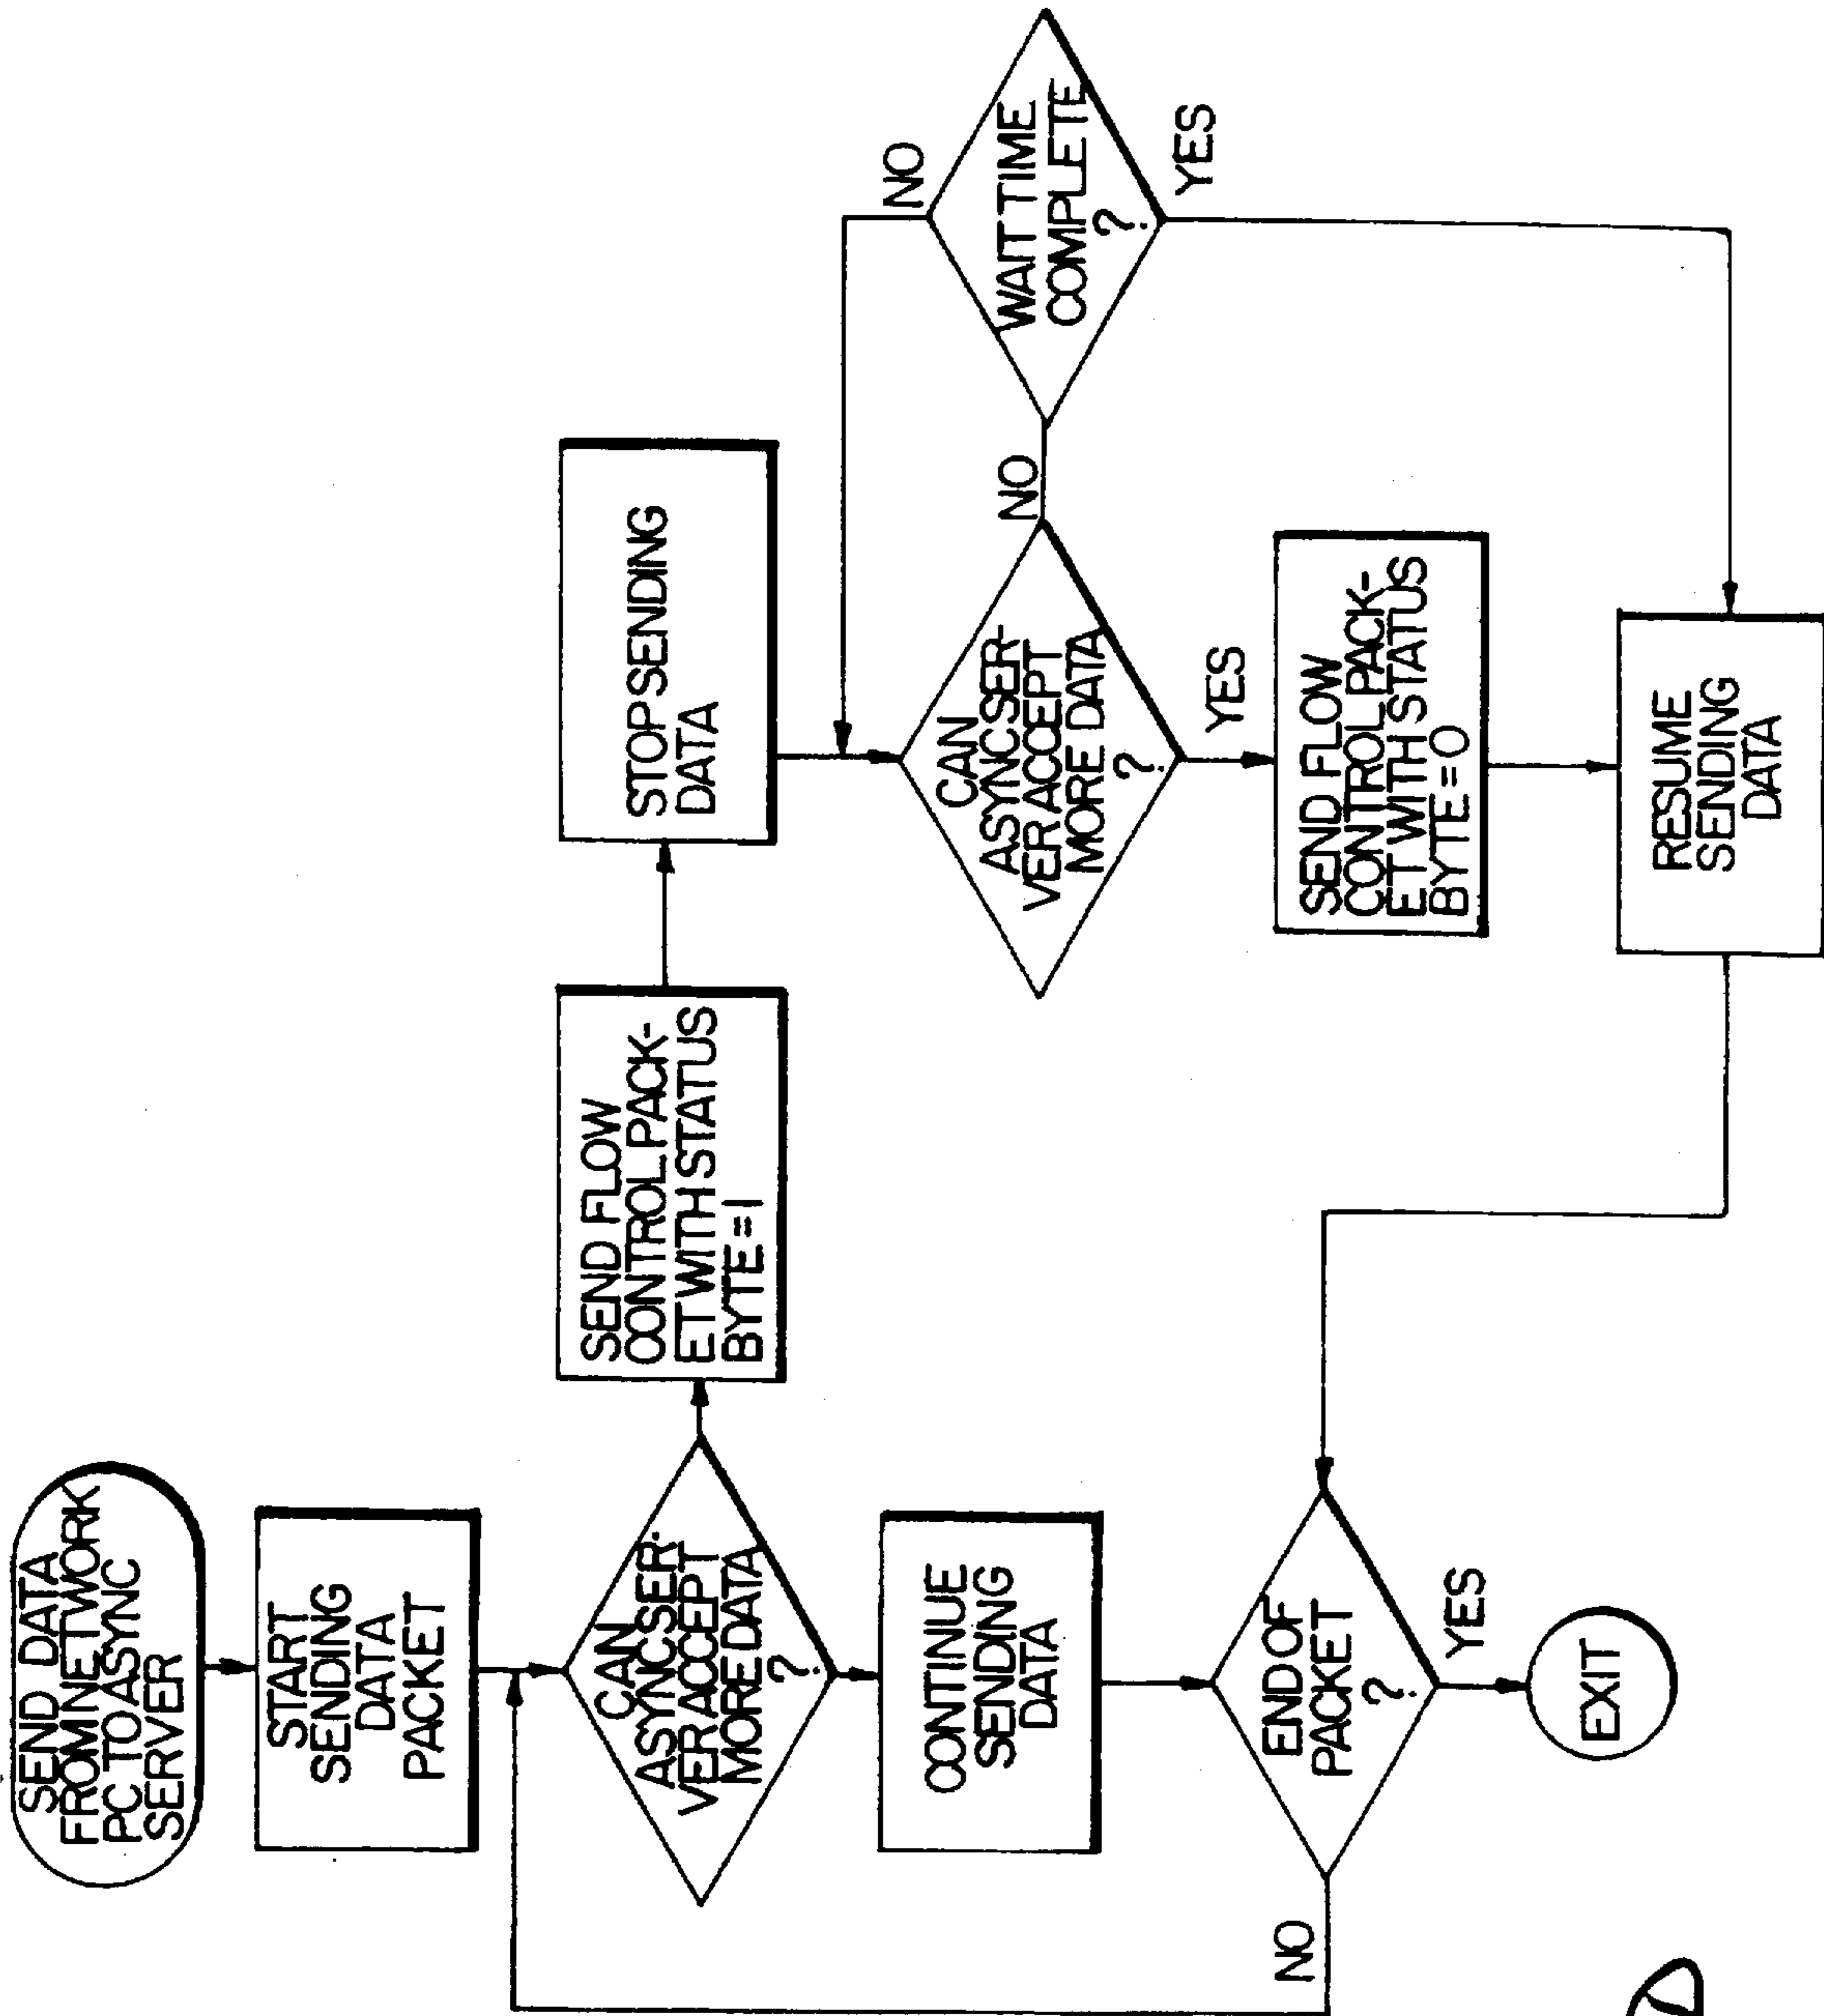 SEND DATA
FROM NETWORK
PC TO ASYNC
SERVER
START
SENDING
DATA
PACKET
CAN
ASYNC SER-
VER ACCEPT
MORE DATA
?
CONTINUE
SENDING
DATA
END OF
PACKET
?
NO
YES
EXIT
SEND FLOW
CONTROL PACK-
ET WITH STATUS
BYTE = 1
STOP SENDING
DATA
CAN
ASYNC SER-
VER ACCEPT
MORE DATA
?
NO
YES
WAIT TIME
COMPLETE
?
NO
YES
SEND FLOW
CONTROL PACK-
ET WITH STATUS
BYTE = 0
RESUME
SENDING
DATA